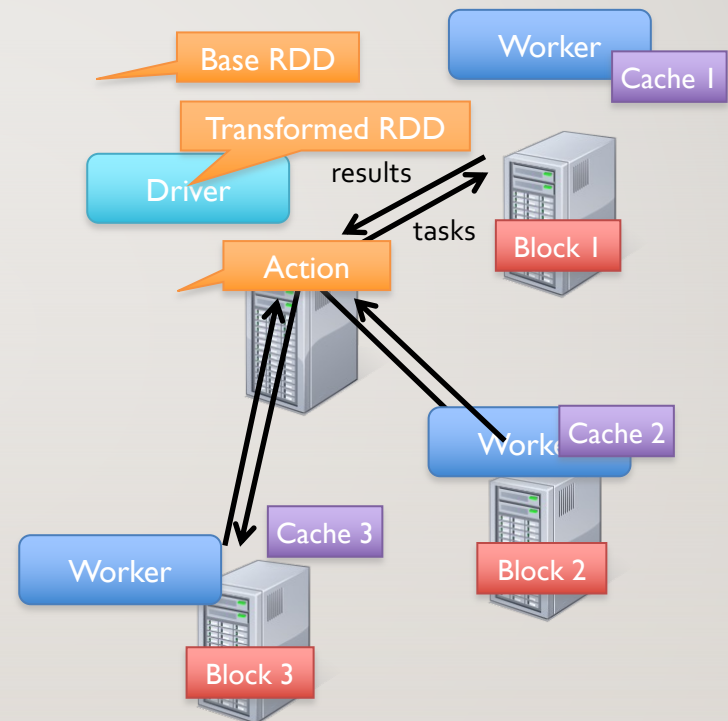 Worker
Base RDD
Cache 1
Transformed RDD
results
Driver
tasks
Block 1
Action
Cache 2
Worke
Cache 3
Worker
Block 2
Block 3